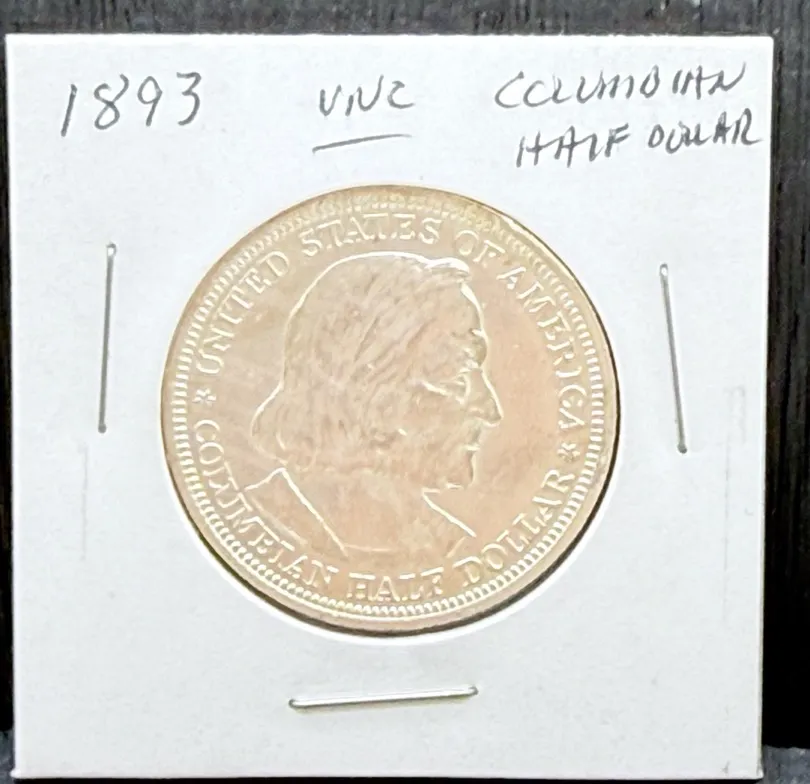 1893 UNC COLUMBIAN
HALF DOLLAR
UNITED STATES OF AMERICA
* COLUMBIAN HALF DOLLAR *